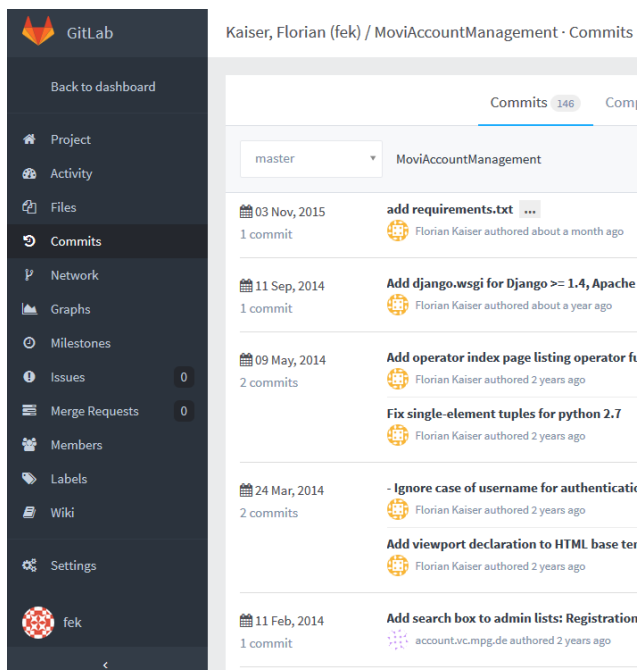 GitLab
Kaiser, Florian (fek) / MoviAccountManagement · Commits
Back to dashboard
Project
Activity
Files
Commits
Network
Graphs
Milestones
Issues 0
Merge Requests 0
Members
Labels
Wiki
Settings
fek
Commits 146
master
MoviAccountManagement
03 Nov, 2015
1 commit
add requirements.txt ...
Florian Kaiser authored about a month ago
11 Sep, 2014
1 commit
Add django.wsgi for Django >= 1.4, Apache
Florian Kaiser authored about a year ago
09 May, 2014
2 commits
Add operator index page listing operator
Florian Kaiser authored 2 years ago
Fix single-element tuples for python 2.7
Florian Kaiser authored 2 years ago
24 Mar, 2014
2 commits
- Ignore case of username for
Florian Kaiser authored 2 years ago
Add viewport declaration to HTML base
Florian Kaiser authored 2 years ago
11 Feb, 2014
1 commit
Add search box to admin lists: Registration
account.vc.mpg.de authored 2 years ago